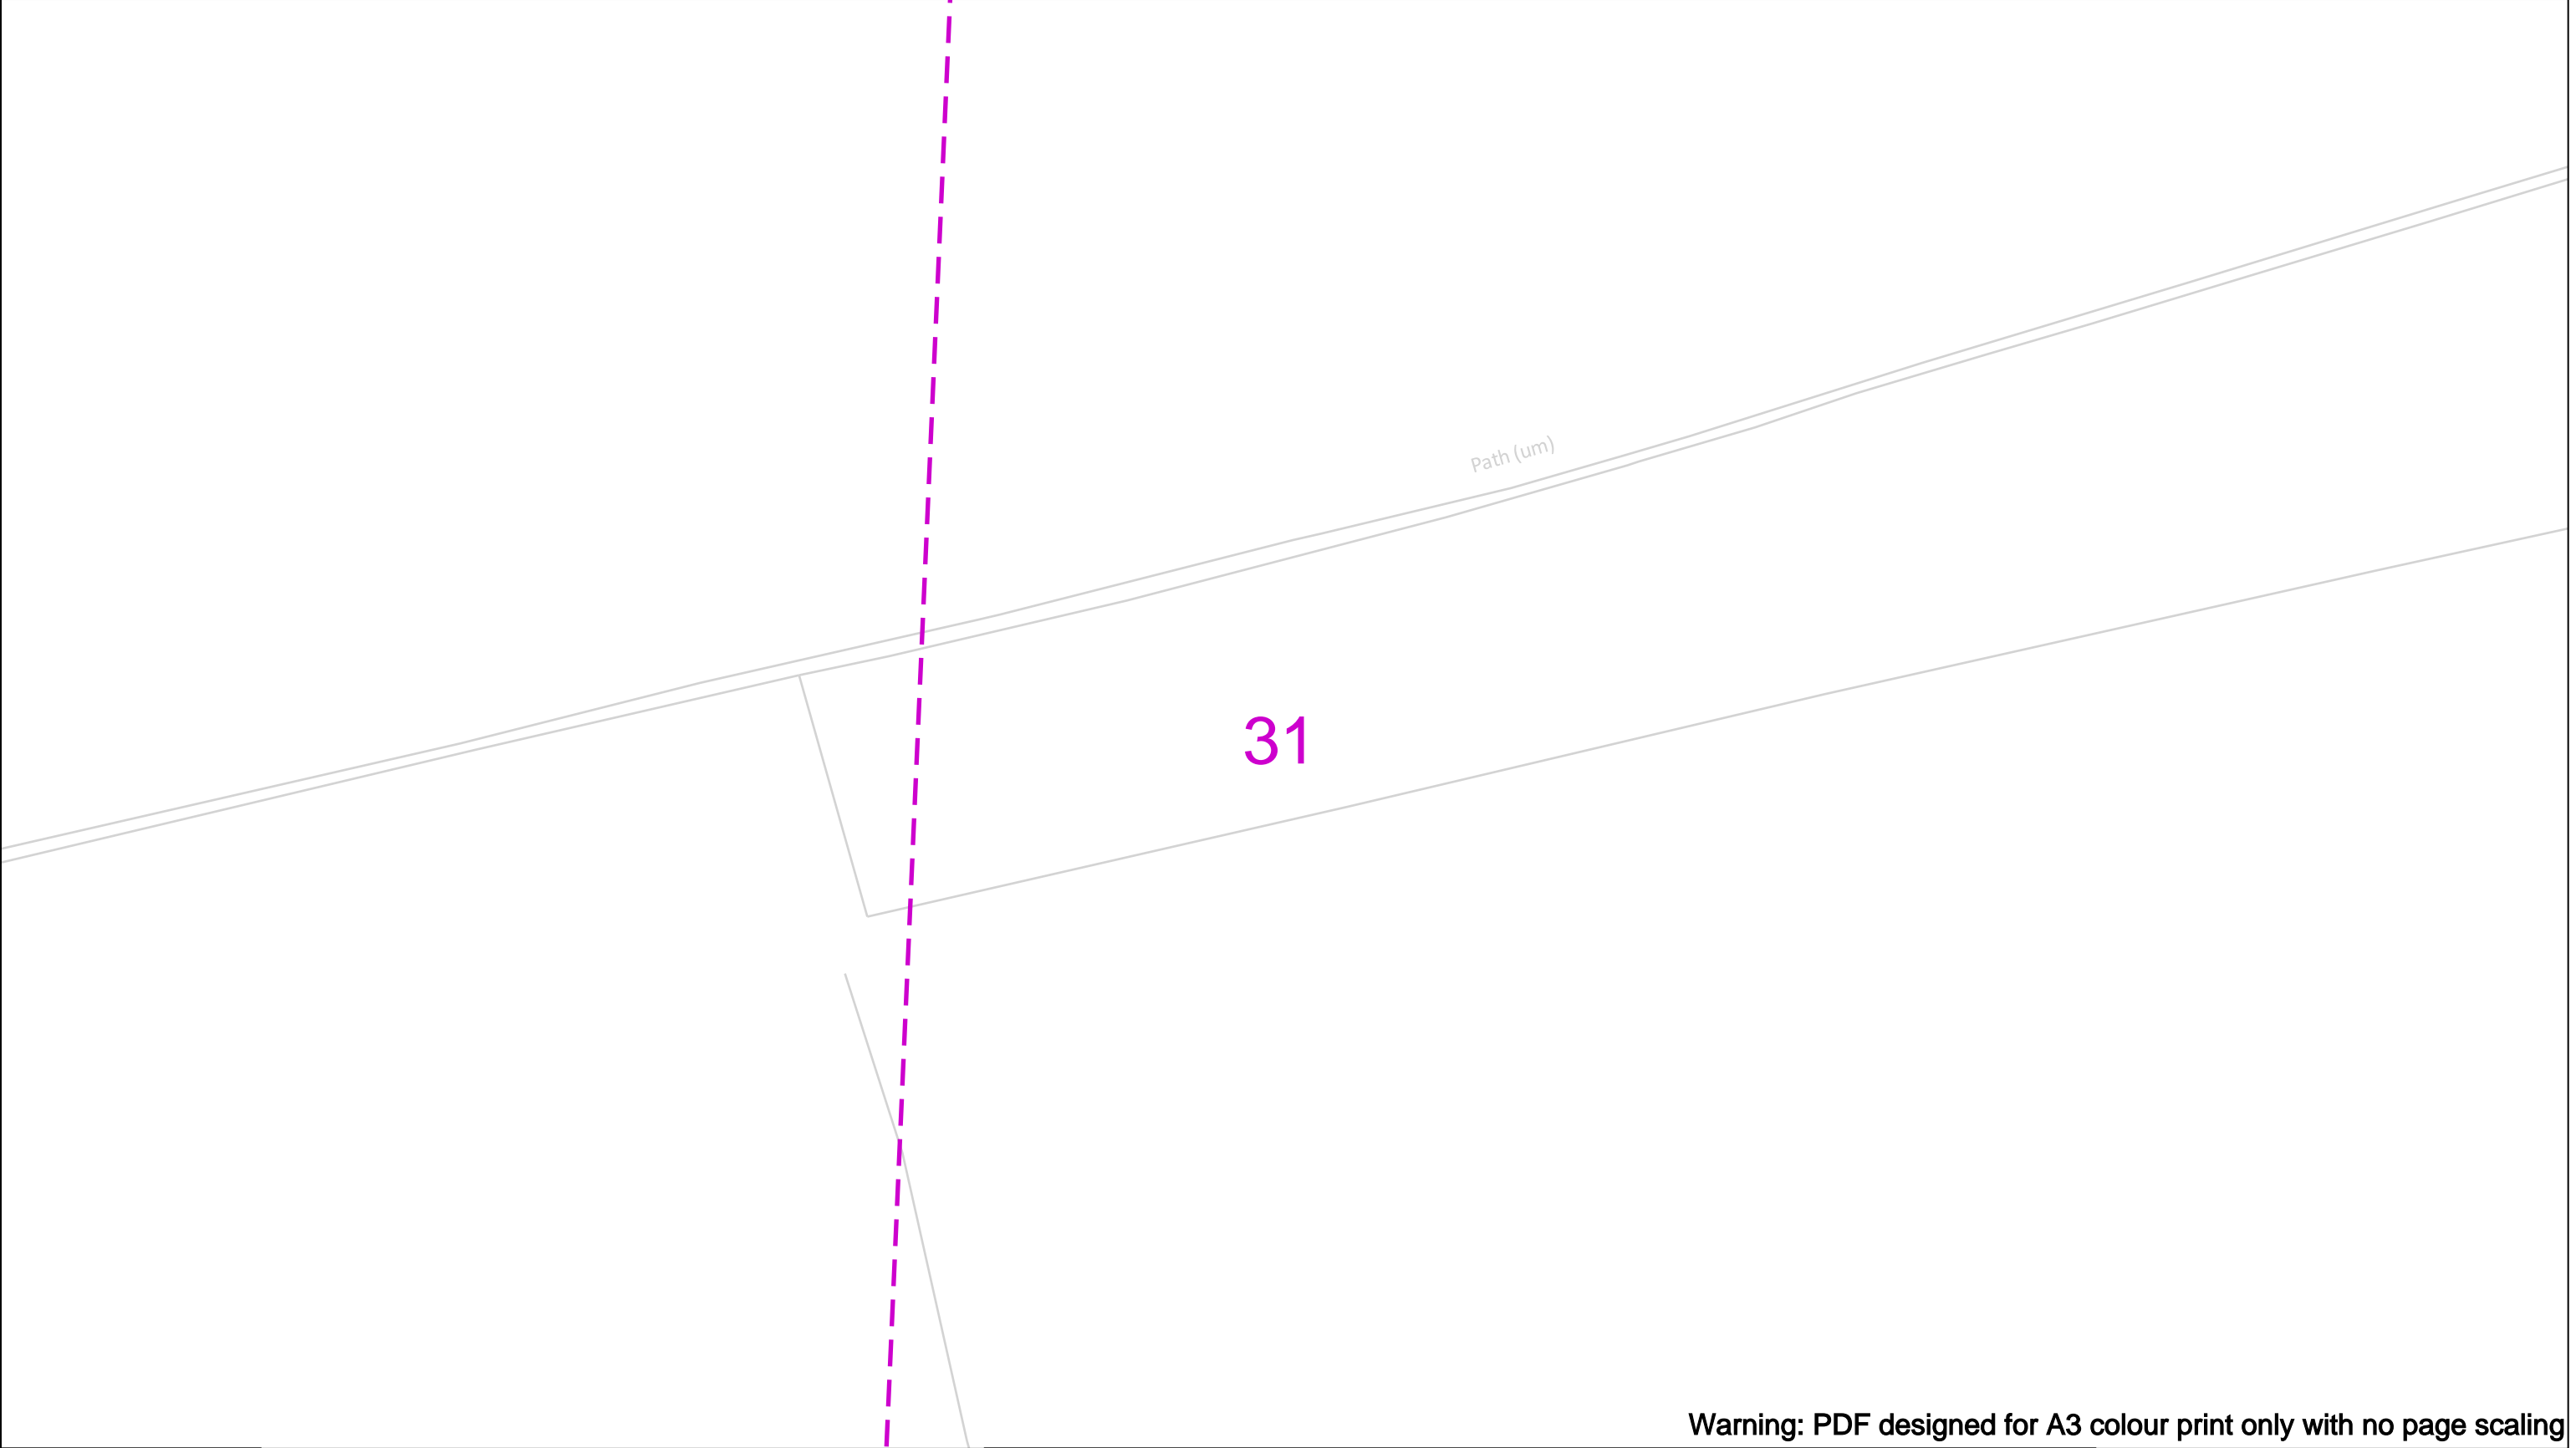 Path (um)
31
Warning: PDF designed for A3 colour print only with no page scaling